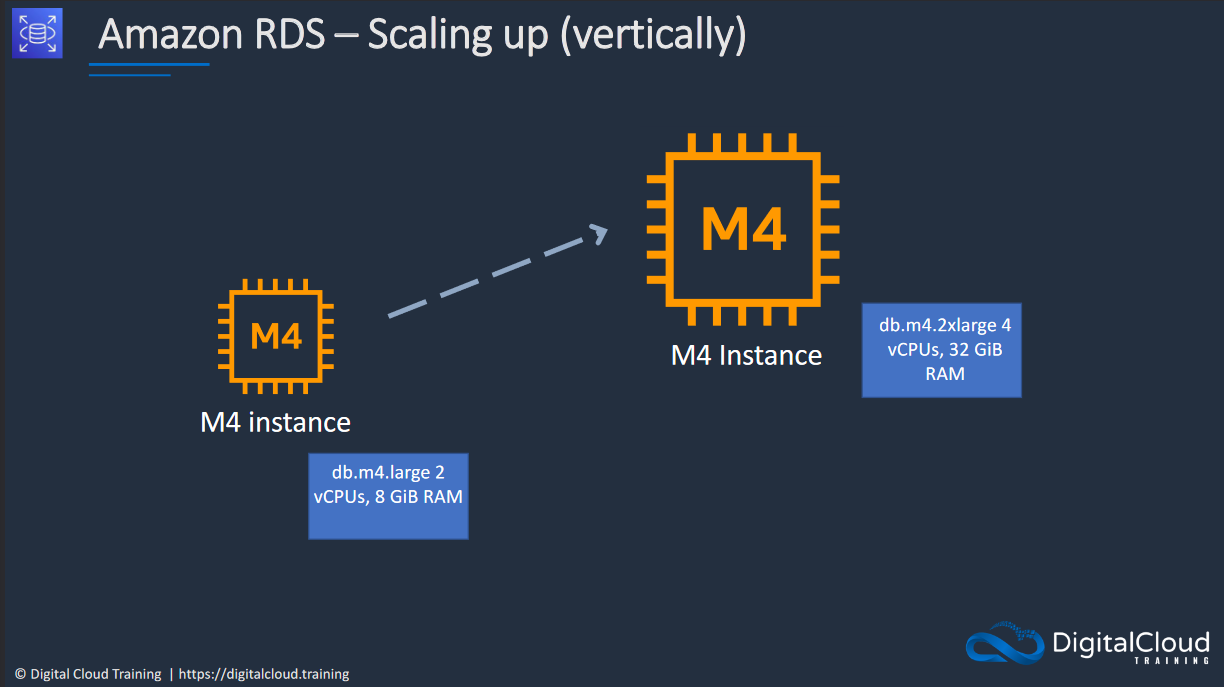 Amazon RDS – Scaling up (vertically)
M4
M4 Instance
db.m4.2xlarge 4
vCPUs, 32 GiB
RAM
M4
M4 instance
db.m4.large 2
vCPUs, 8 GiB RAM
DigitalCloud
TRAINING
© Digital Cloud Training | https://digitalcloud.training